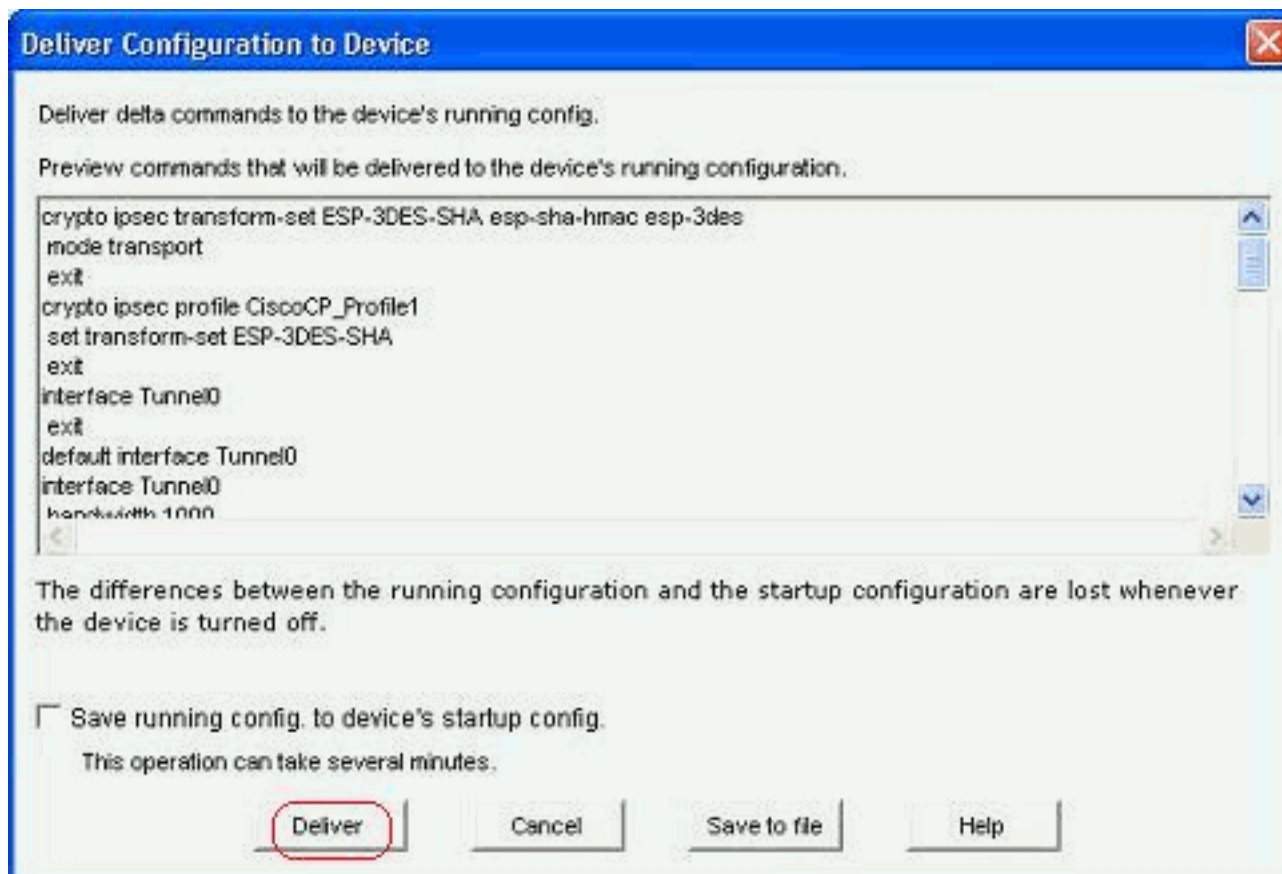 Deliver Configuration to Device
Deliver delta commands to the device's running config.
Preview commands that will be delivered to the device's running configuration.
crypto ipsec transform-set ESP-3DES-SHA esp-sha-hmac esp-3des
mode transport
exit
crypto ipsec profile CiscoCP_Profile1
set transform-set ESP-3DES-SHA
exit
interface Tunnel0
exit
default interface Tunnel0
interface Tunnel0
bandwidth 1000
The differences between the running configuration and the startup configuration are lost whenever
the device is turned off.
Save running config. to device's startup config.
This operation can take several minutes.
Deliver Cancel Save to file Help